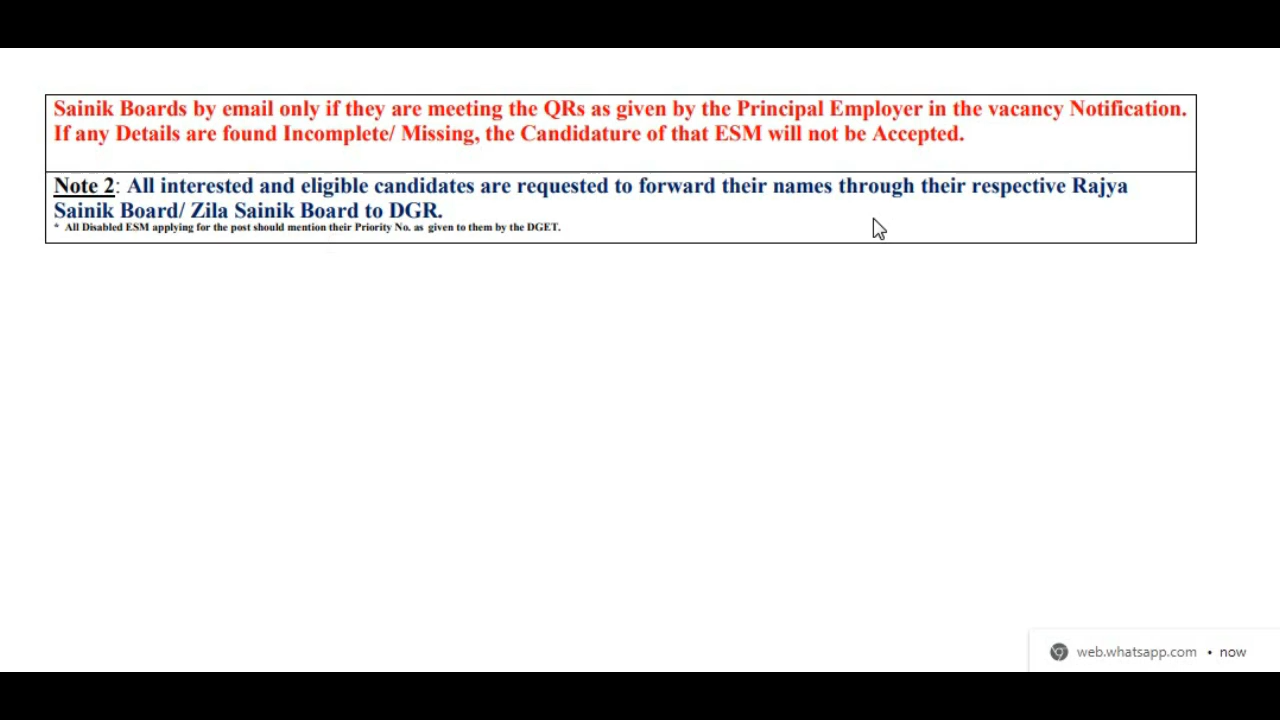 Sainik Boards by email only if they are meeting the QRs as given by the Principal Employer in the vacancy Notification.
If any Details are found Incomplete/ Missing, the Candidature of that ESM will not be Accepted.
Note 2: All interested and eligible candidates are requested to forward their names through their respective Rajya
Sainik Board/ Zila Sainik Board to DGR.
* All Disabled ESM applying for the post should mention their Priority No. as given to them by the DGET.
web.whatsapp.com • now